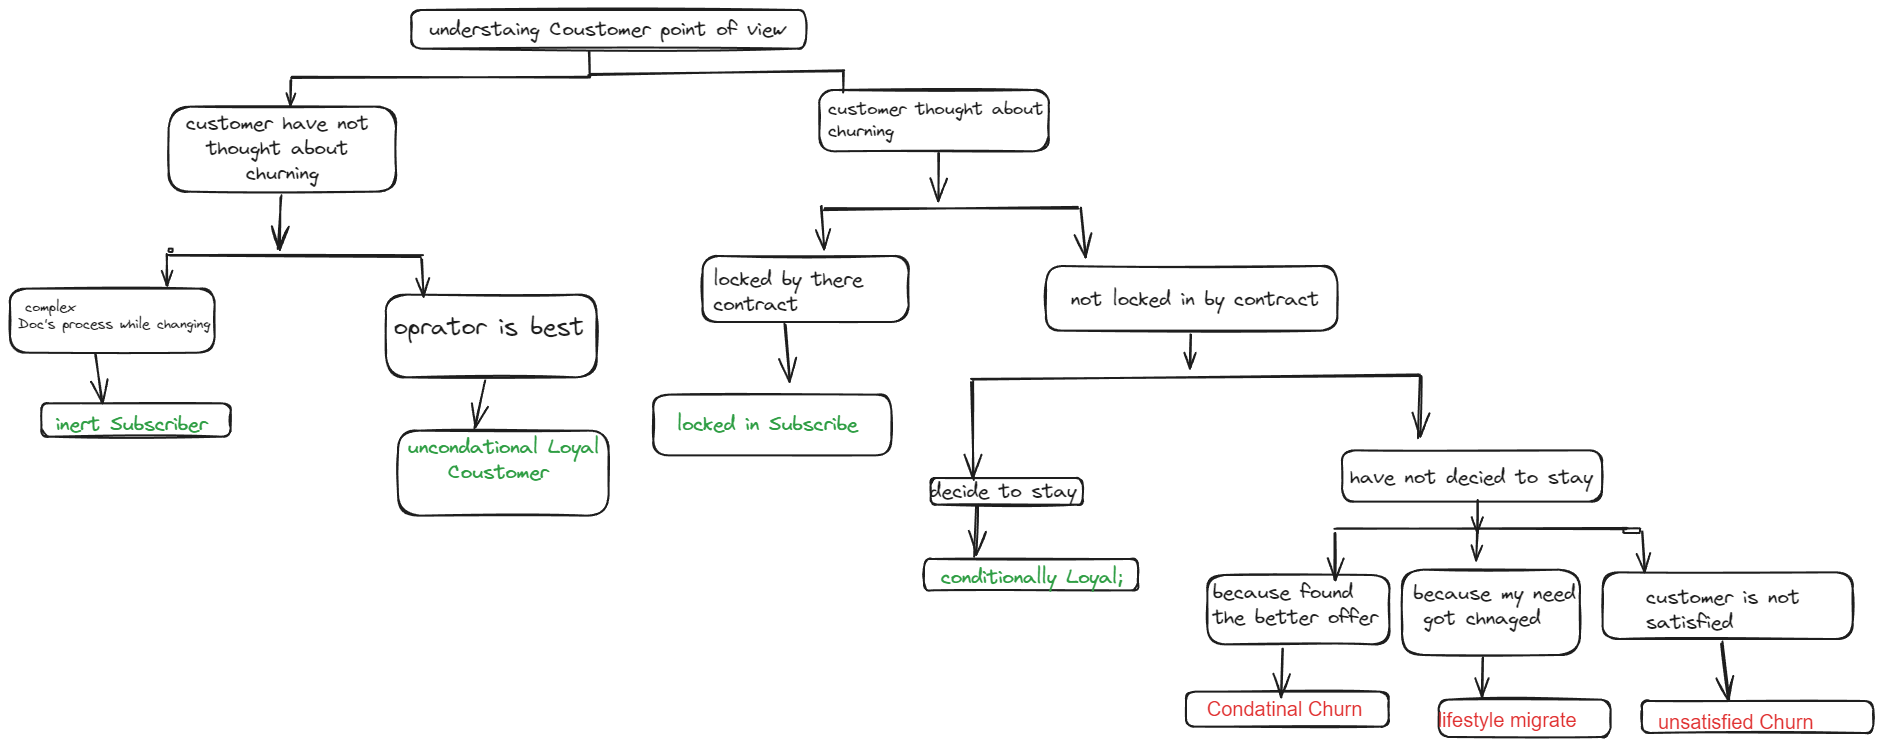 understaing Coustomer point of view
customer have not
thought about
churning
customer thought about
churning
complex
Doc's process while changing
oprator is best
locked by there
contract
not locked in by contract
inert Subscriber
uncondational Loyal
Coustomer
locked in Subscribe
decide to stay
have not decied to stay
conditionally Loyal;
because found
the better offer
because my need
got chnaged
customer is not
satisfied
Condatinal Churn
lifestyle migrate
unsatisfied Churn